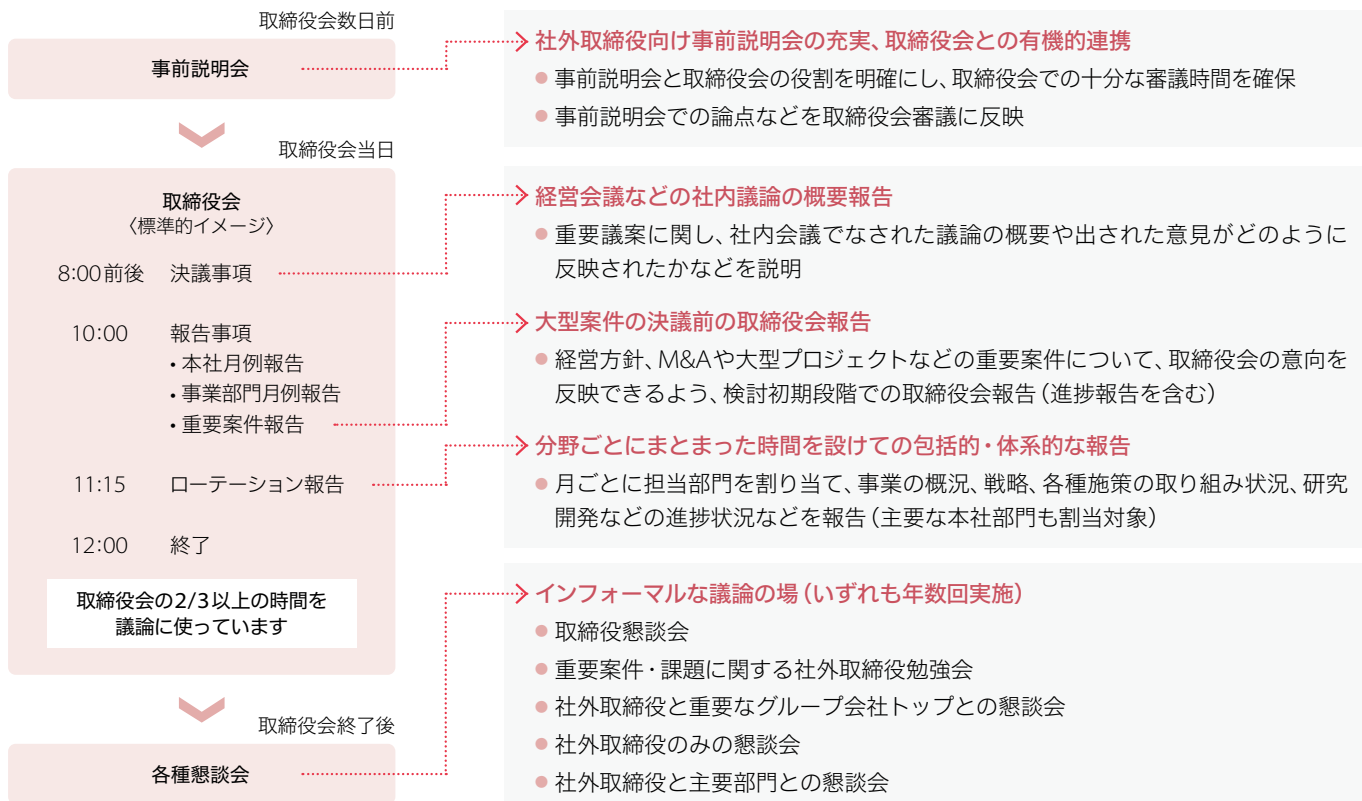 取締役会数日前
事前説明会
社外取締役向け事前説明会の充実、取締役会との有機的連携
● 事前説明会と取締役会の役割を明確にし、取締役会での十分な審議時間を確保
● 事前説明会での論点などを取締役会審議に反映
取締役会当日
取締役会
〈標準的イメージ〉
8:00前後 決議事項
経営会議などの社内議論の概要報告
● 重要議案に関し、社内会議でなされた議論の概要や出された意見がどのように
反映されたかなどを説明
10:00 報告事項
・本社月例報告
・事業部門月例報告
・重要案件報告
大型案件の決議前の取締役会報告
● 経営方針、M&Aや大型プロジェクトなどの重要案件について、取締役会の意向を
反映できるよう、検討初期段階での取締役会報告（進捗報告を含む）
11:15 ローテーション報告
分野ごとにまとまった時間を設けての包括的・体系的な報告
● 月ごとに担当部門を割り当て、事業の概況、戦略、各種施策の取り組み状況、研究
開発などの進捗状況などを報告（主要な本社部門も割当対象）
12:00 終了
取締役会の2/3以上の時間を
議論に使っています
取締役会終了後
各種懇談会
インフォーマルな議論の場（いずれも年数回実施）
● 取締役懇談会
● 重要案件・課題に関する社外取締役勉強会
● 社外取締役と重要なグループ会社トップとの懇談会
● 社外取締役のみの懇談会
● 社外取締役と主要部門との懇談会